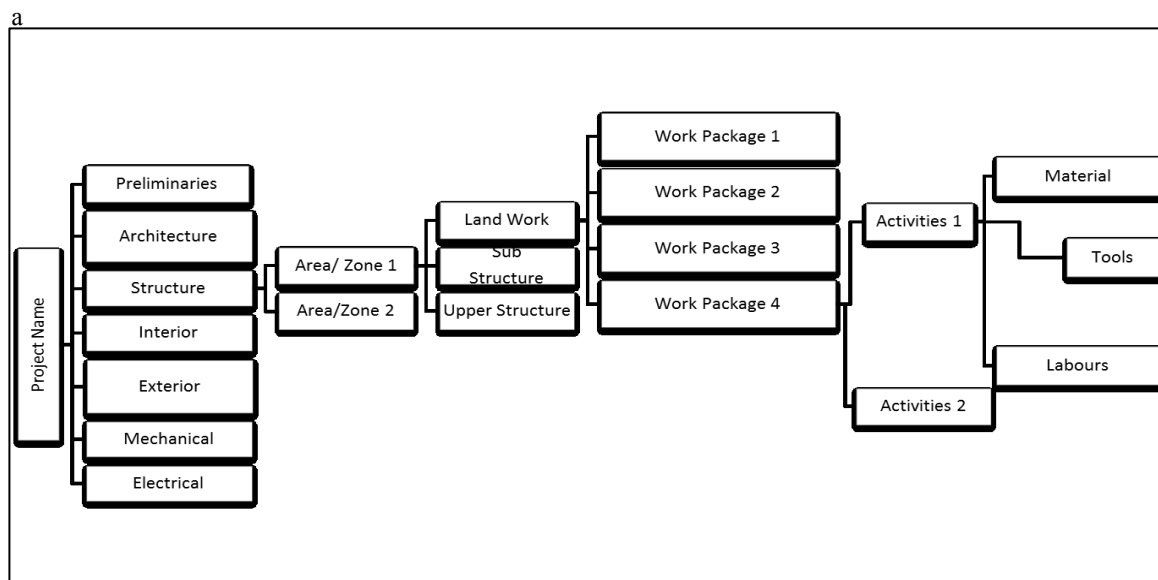 a
Project Name
Preliminaries
Architecture
Structure
Interior
Exterior
Mechanical
Electrical
Area/ Zone 1
Area/Zone 2
Land Work
Sub
Structure
Upper Structure
Work Package 1
Work Package 2
Work Package 3
Work Package 4
Activities 1
Activities 2
Material
Tools
Labours